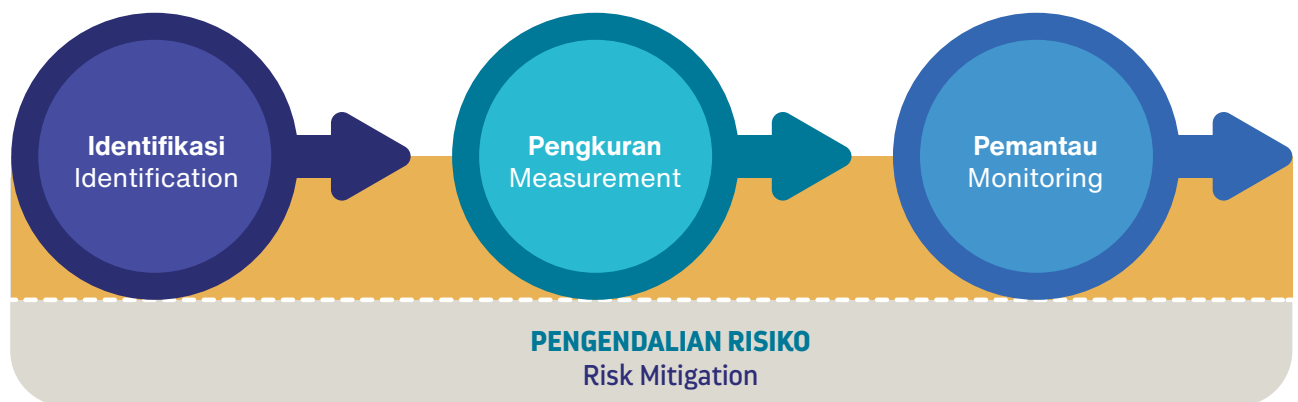 Identifikasi
Identification
Pengkuran
Measurement
Pemantau
Monitoring
PENGENDALIAN RISIKO
Risk Mitigation